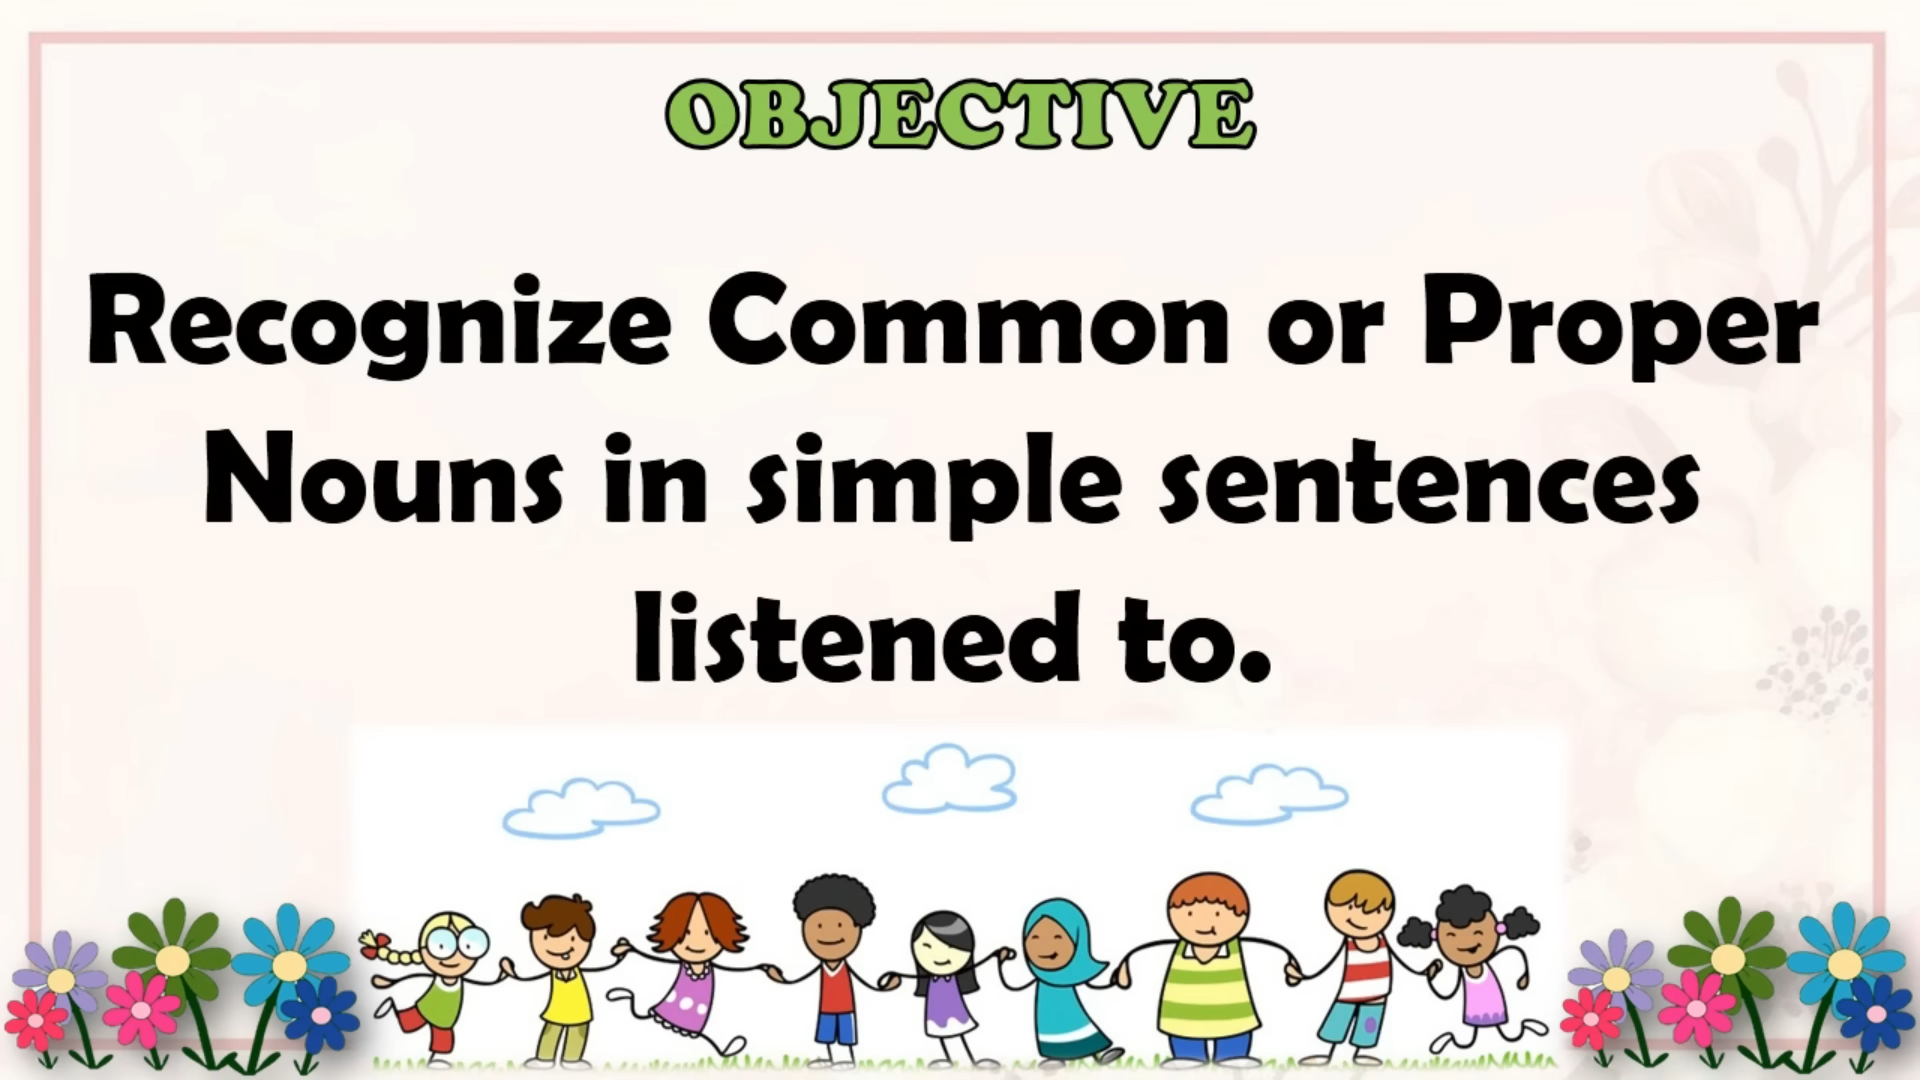 OBJECTIVE
Recognize Common or Proper
Nouns in simple sentences
listened to.